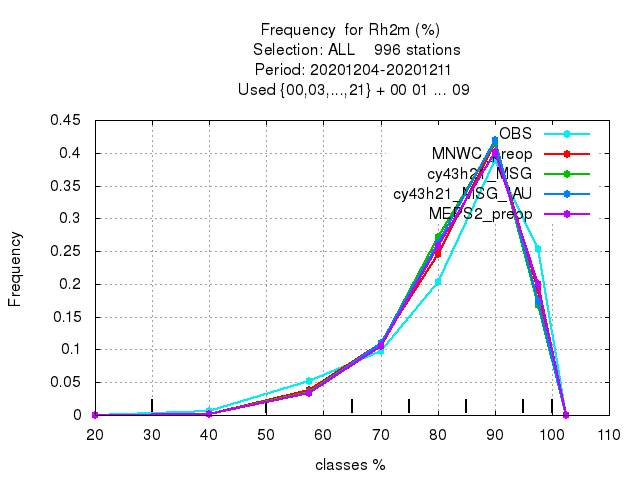 Frequency for Rh2m (%)
Selection: ALL 996 stations
Period: 20201204-20201211
Used {00,03,...,21} + 00 01 ... 09
0.45
0.4
0.35
0.3
0.25
0.2
0.15
0.1
0.05
0
Frequency
OBS
MNWC_preop
cy43h21_MSG
cy43h21_MSG_AU
MEPS2_preop
20 30 40 50 60 70 80 90 100 110
classes %